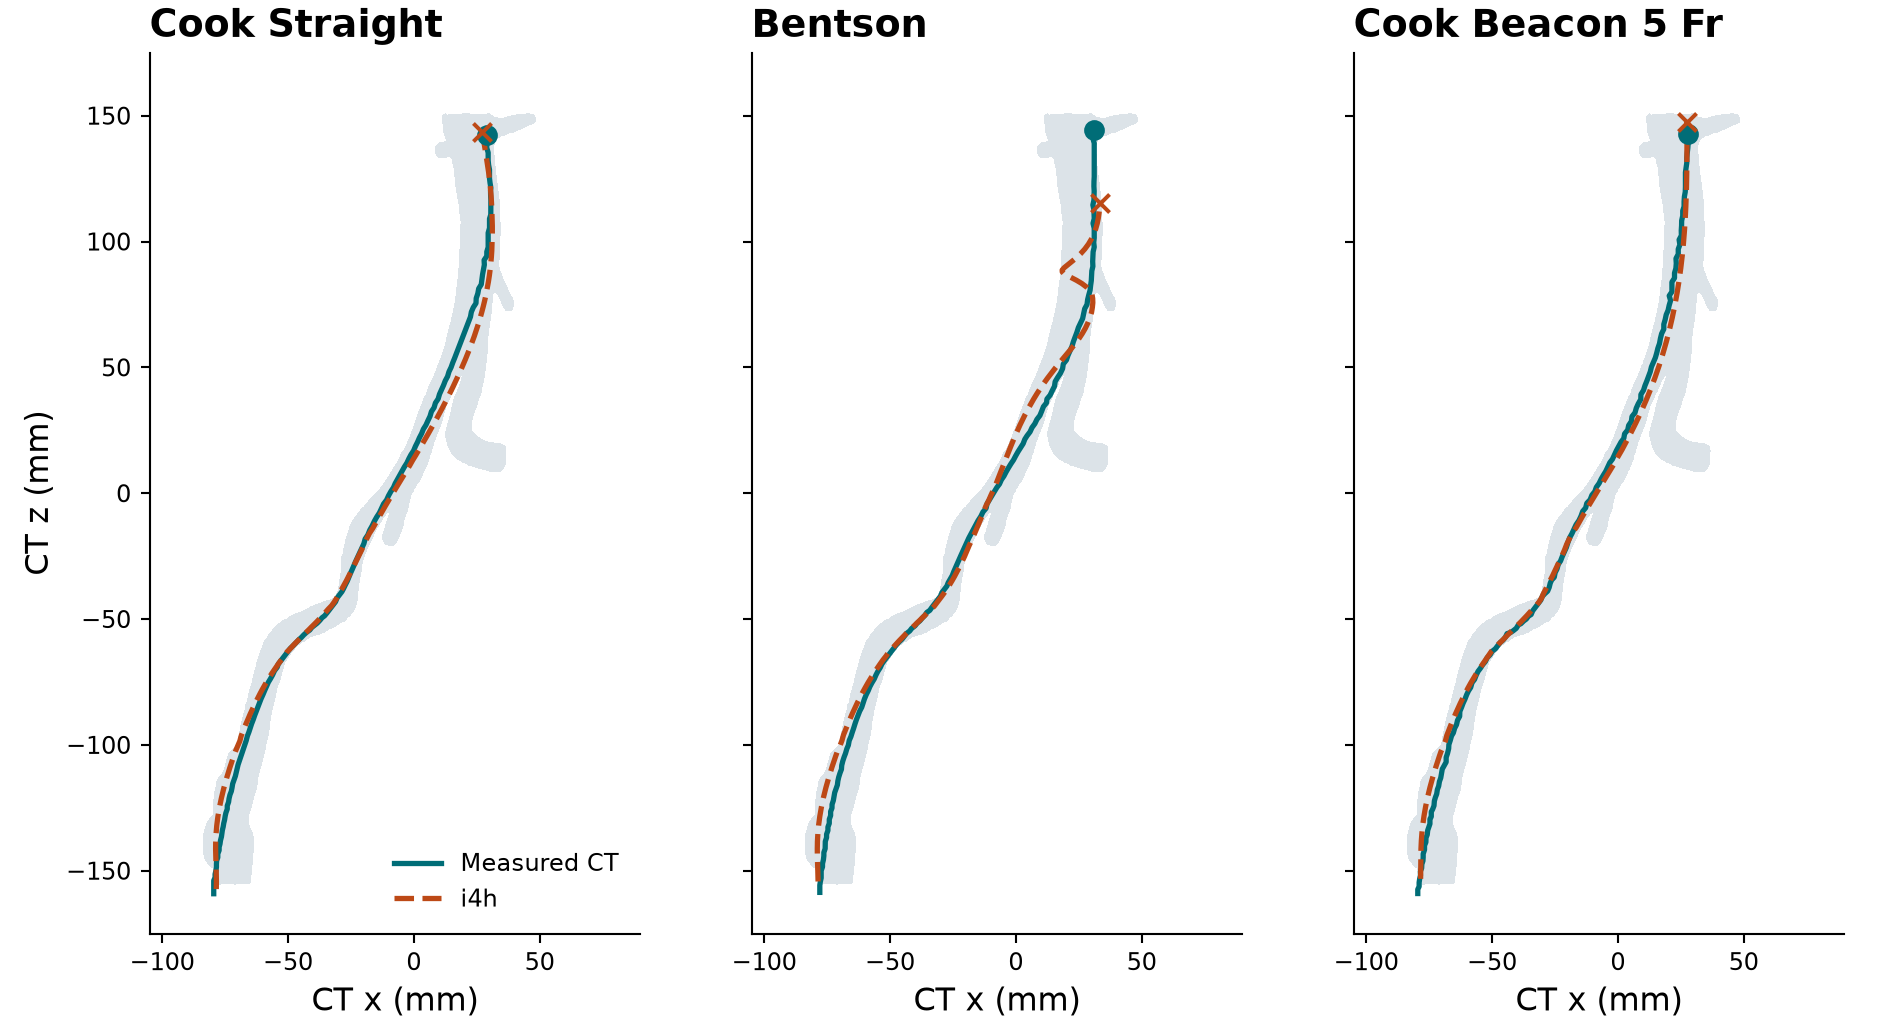 Cook Straight
Bentson
Cook Beacon 5 Fr
CT z (mm)
150
100
50
0
−50
−100
−150
Measured CT
i4h
−100 −50 0 50
−100 −50 0 50
−100 −50 0 50
CT x (mm)
CT x (mm)
CT x (mm)